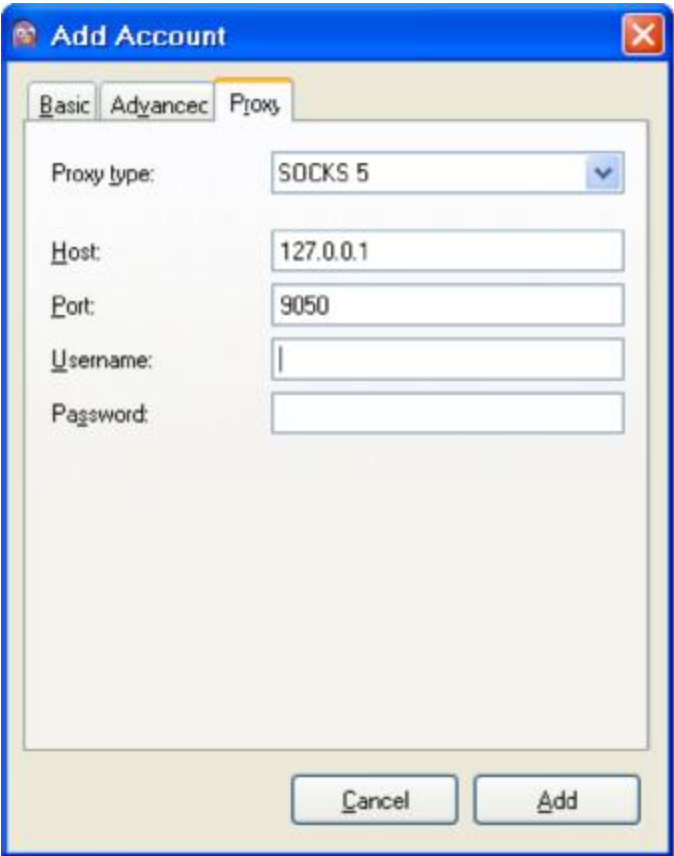 Add Account
Basic Advanced Proxy
Proxy type: SOCKS 5
Host: 127.0.0.1
Port: 9050
Username:
Password:
Cancel Add